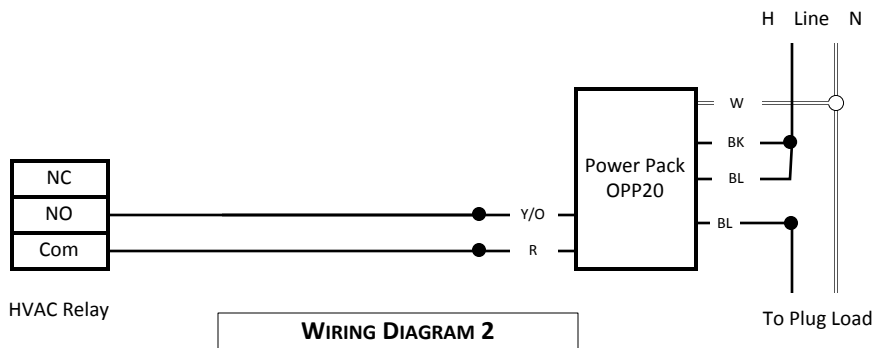 H Line N
W
BK
Power Pack
OPP20
BL
NC
NO
Y/O
BL
Com
R
HVAC Relay
To Plug Load
WIRING DIAGRAM 2